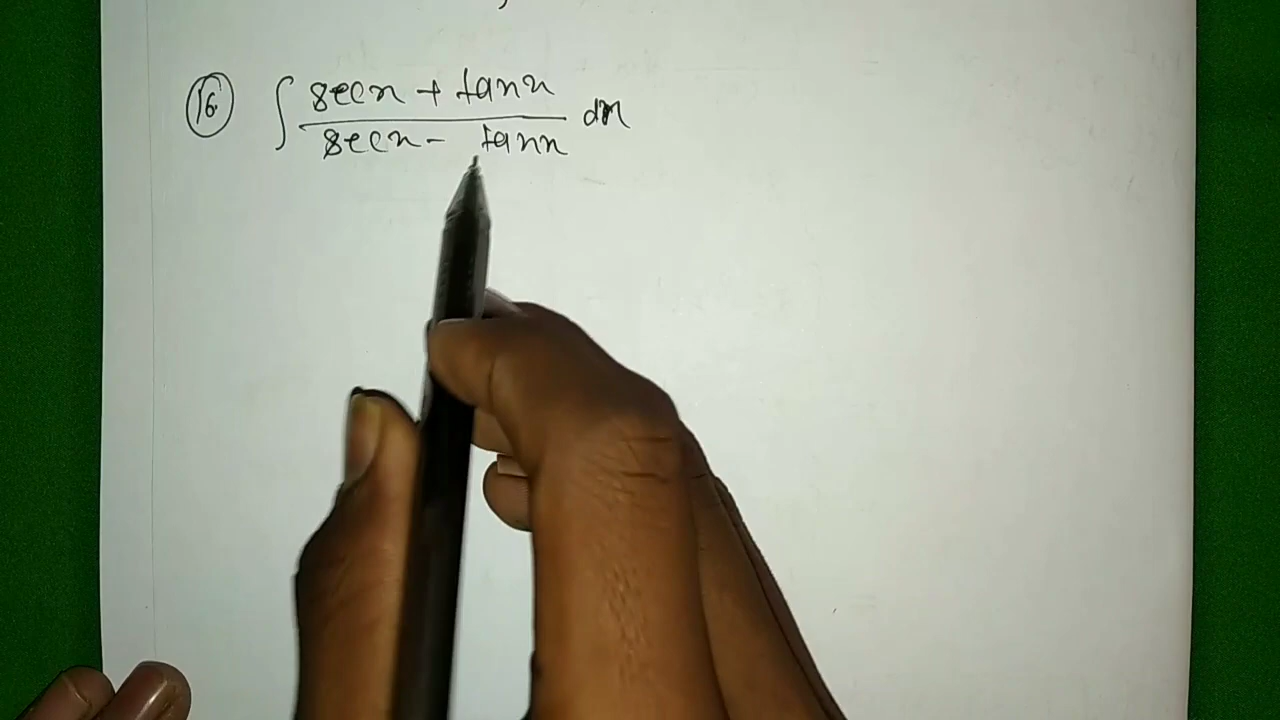 (16) ∫ (secx + tanx)/(secx - tanx) dx